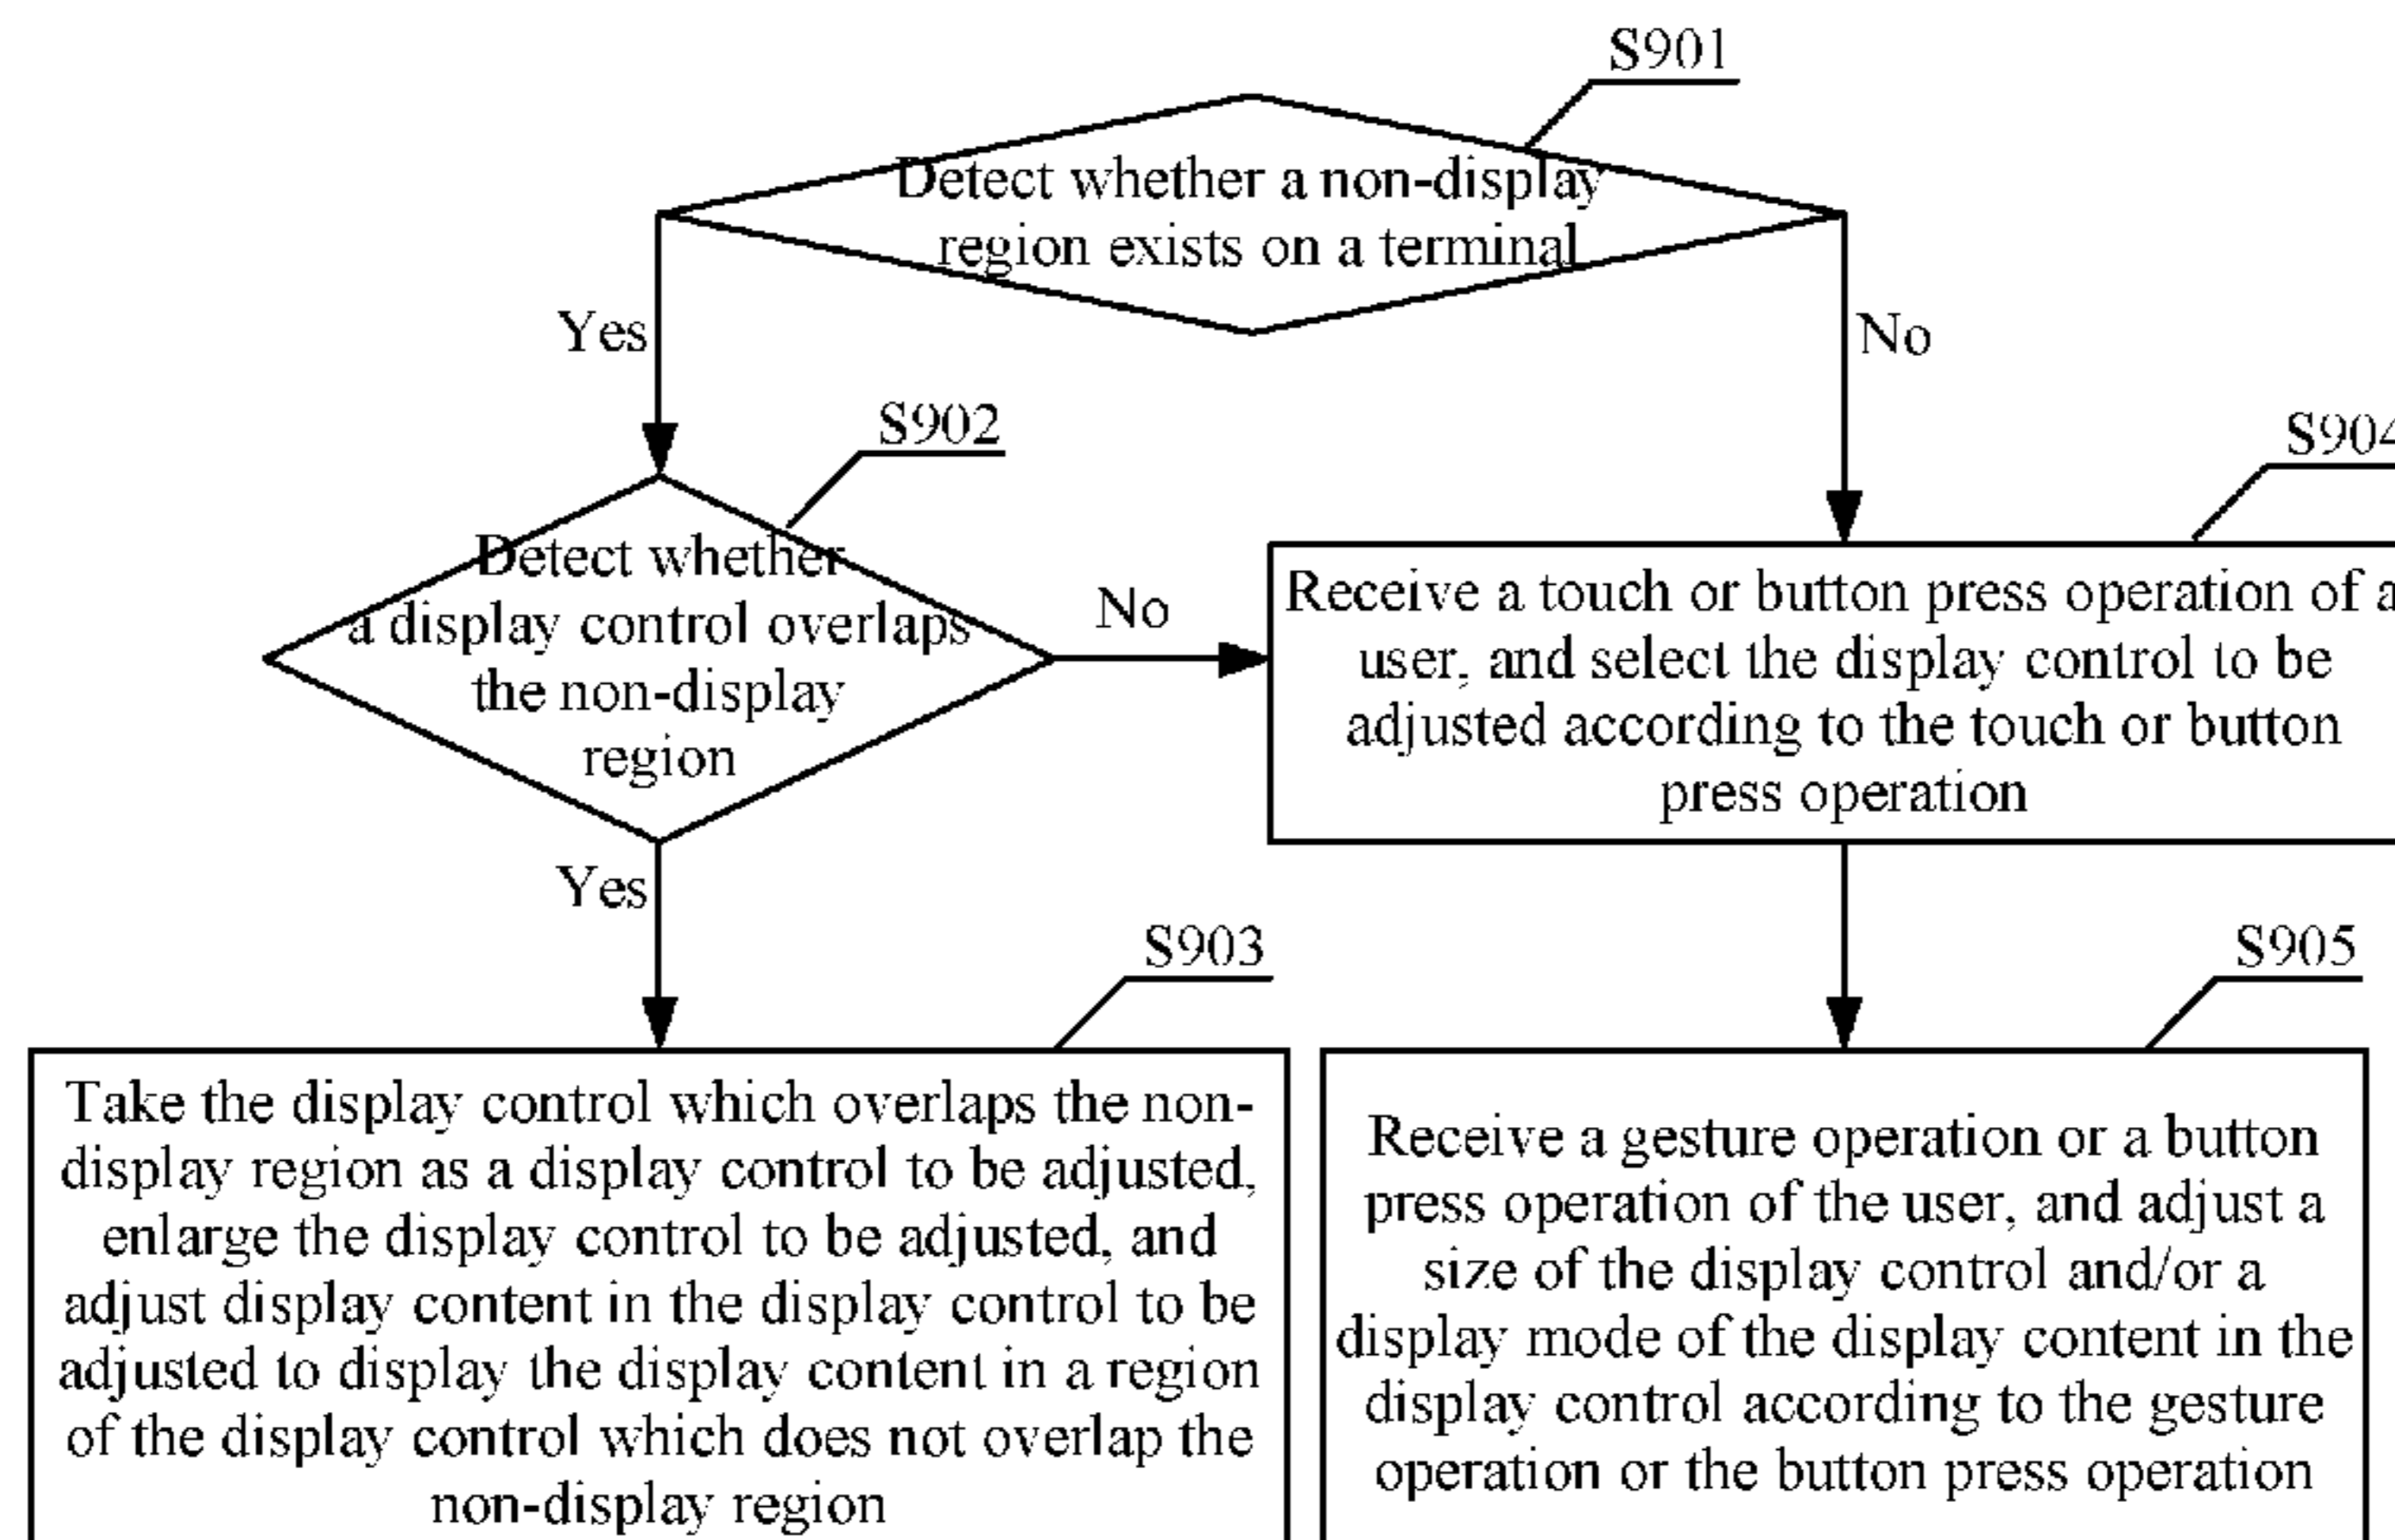 S901
Detect whether a non-display
region exists on a terminal
Yes
No
S902
S904
Detect whether
a display control overlaps
the non-display
region
No
Receive a touch or button press operation of a
user, and select the display control to be
adjusted according to the touch or button
press operation
Yes
S903
S905
Take the display control which overlaps the non-
display region as a display control to be adjusted,
enlarge the display control to be adjusted, and
adjust display content in the display control to be
adjusted to display the display content in a region
of the display control which does not overlap the
non-display region
Receive a gesture operation or a button
press operation of the user, and adjust a
size of the display control and/or a
display mode of the display content in the
display control according to the gesture
operation or the button press operation